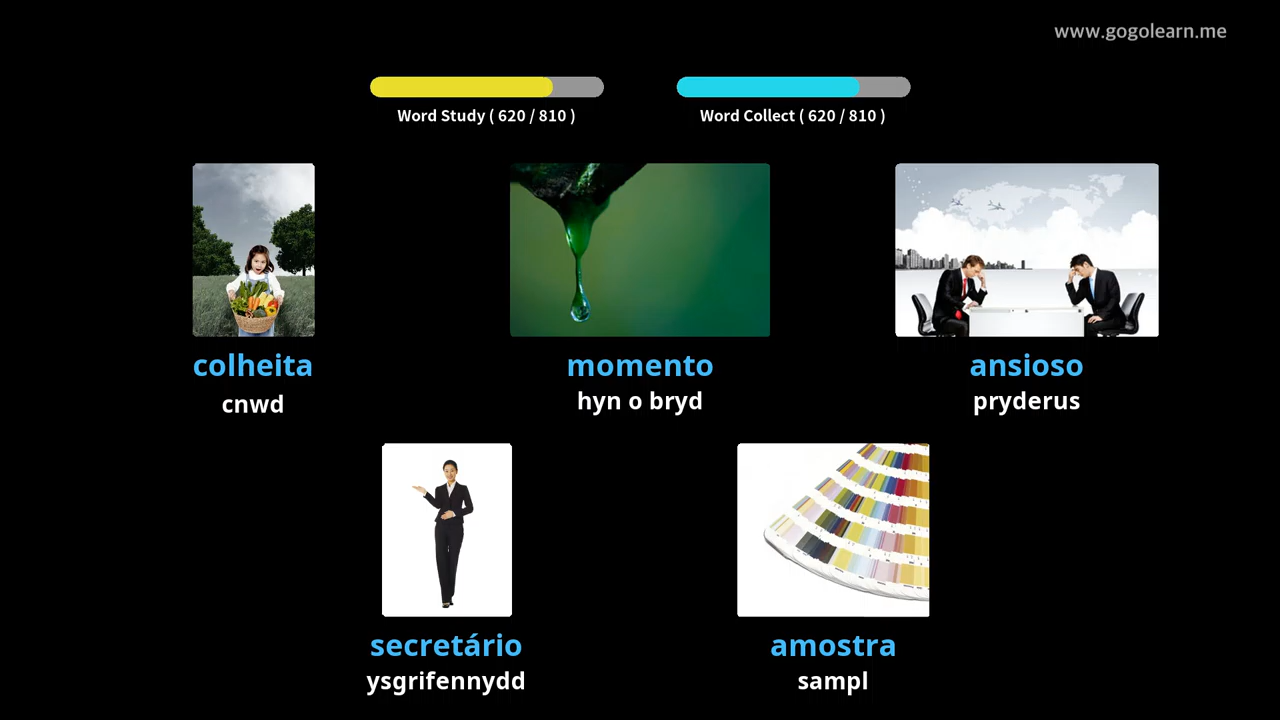 www.gogolearn.me
Word Study ( 620 / 810 )
Word Collect ( 620 / 810 )
colheita
cnwd
momento
hyn o bryd
ansioso
pryderus
secretário
ysgrifennydd
amostra
sampl